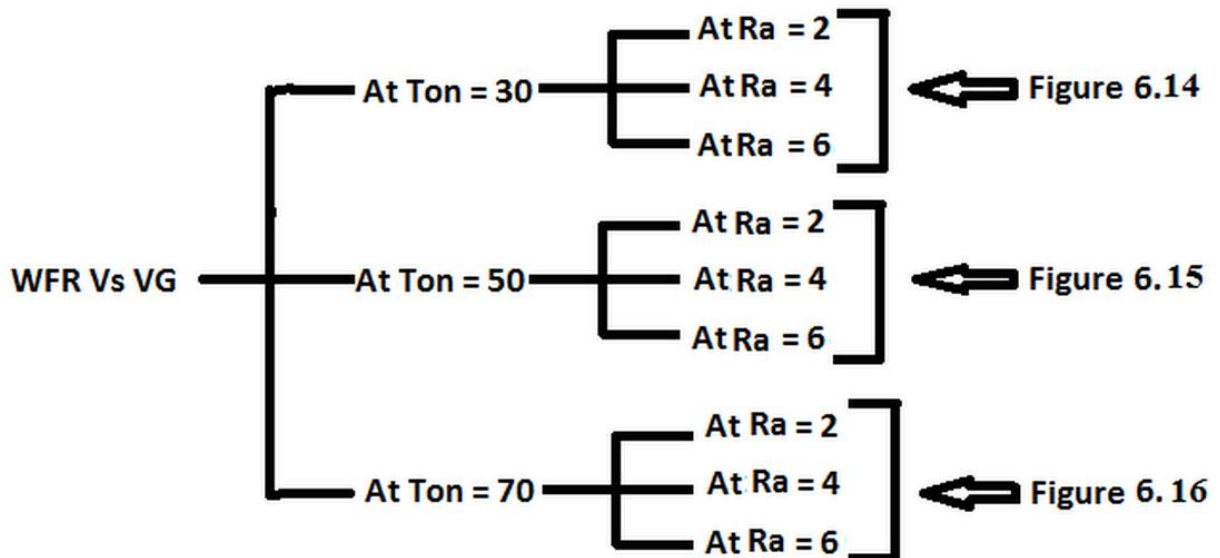 At Ra = 2
At Ton = 30
At Ra = 4
Figure 6.14
At Ra = 6
At Ra = 2
WFR Vs VG
At Ton = 50
At Ra = 4
Figure 6.15
At Ra = 6
At Ra = 2
At Ton = 70
At Ra = 4
Figure 6.16
At Ra = 6